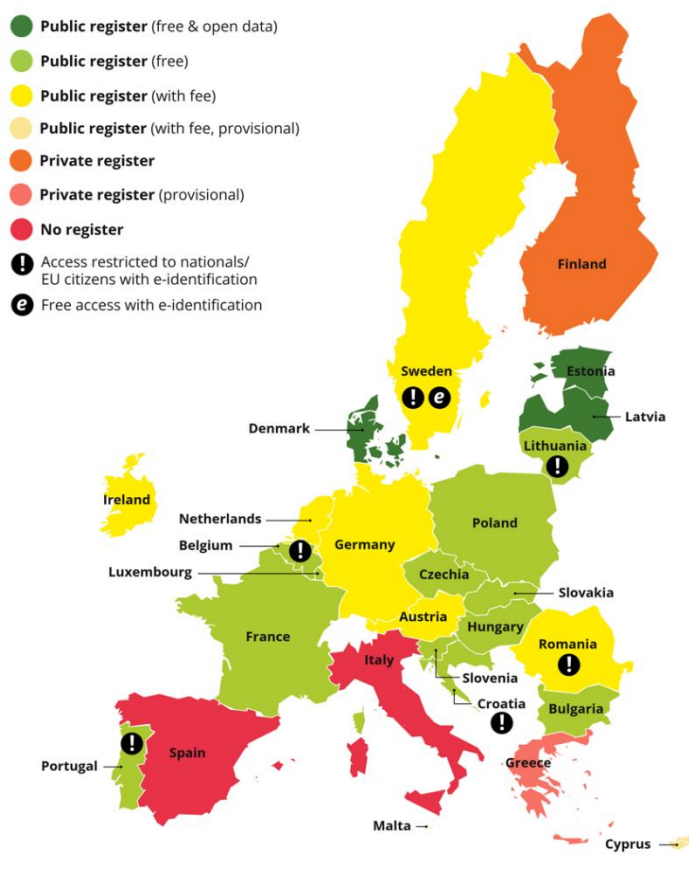 Public register (free & open data)
Public register (free)
Public register (with fee)
Public register (with fee, provisional)
Private register
Private register (provisional)
No register
! Access restricted to nationals/
EU citizens with e-identification
e Free access with e-identification
Finland
Sweden
! e
Estonia
Latvia
Denmark
Lithuania
!
Ireland
Netherlands
Belgium
!
Luxembourg
Germany
Poland
Czechia
Slovakia
Austria
Hungary
France
Romania
!
Italy
Slovenia
Croatia
!
Bulgaria
!
Spain
Portugal
Greece
Malta
Cyprus